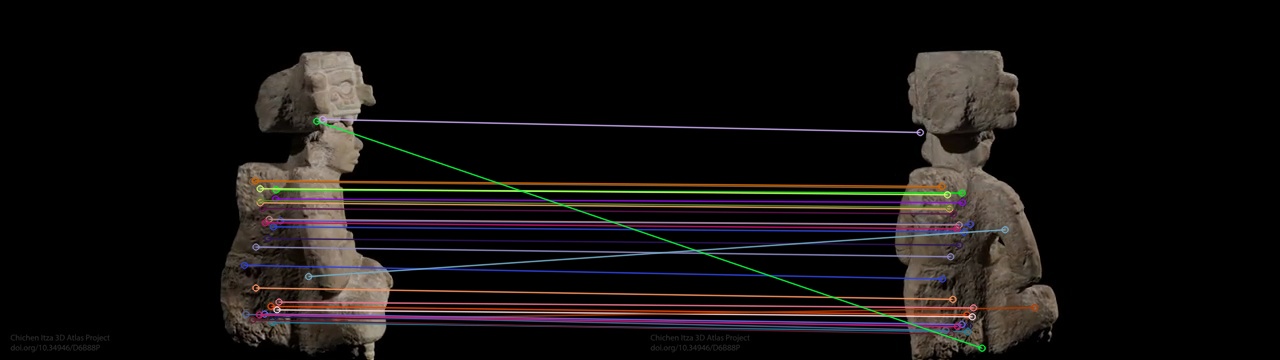 Chichen Itza 3D Atlas Project
doi.org/10.34946/D6B88P
Chichen Itza 3D Atlas Project
doi.org/10.34946/D6B88P